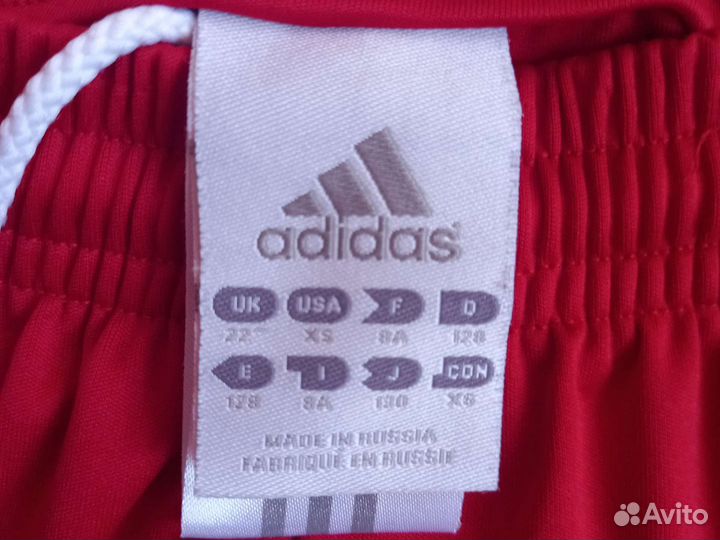 adidas
UK USA F D
22" XS 8A 128
E I J CON
128 8A 130 XS
MADE IN RUSSIA
FABRIQUÉ EN RUSSIE
Avito